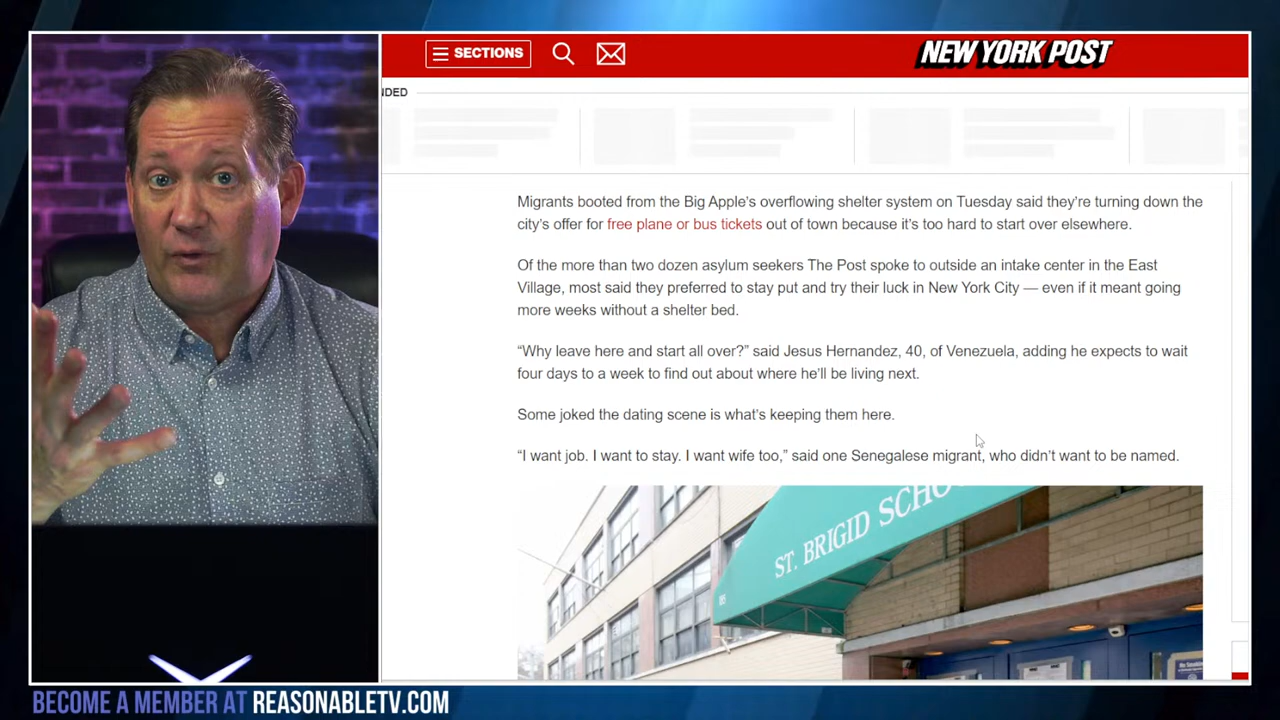 SECTIONS
NEW YORK POST
NDED
Migrants booted from the Big Apple's overflowing shelter system on Tuesday said they're turning down the
city's offer for free plane or bus tickets out of town because it's too hard to start over elsewhere.
Of the more than two dozen asylum seekers The Post spoke to outside an intake center in the East
Village, most said they preferred to stay put and try their luck in New York City — even if it meant going
more weeks without a shelter bed.
“Why leave here and start all over?” said Jesus Hernandez, 40, of Venezuela, adding he expects to wait
four days to a week to find out about where he'll be living next.
Some joked the dating scene is what's keeping them here.
“I want job. I want to stay. I want wife too,” said one Senegalese migrant, who didn't want to be named.
ST. BRIGID SCHO
185
No Smoking
BECOME A MEMBER AT REASONABLETV.COM